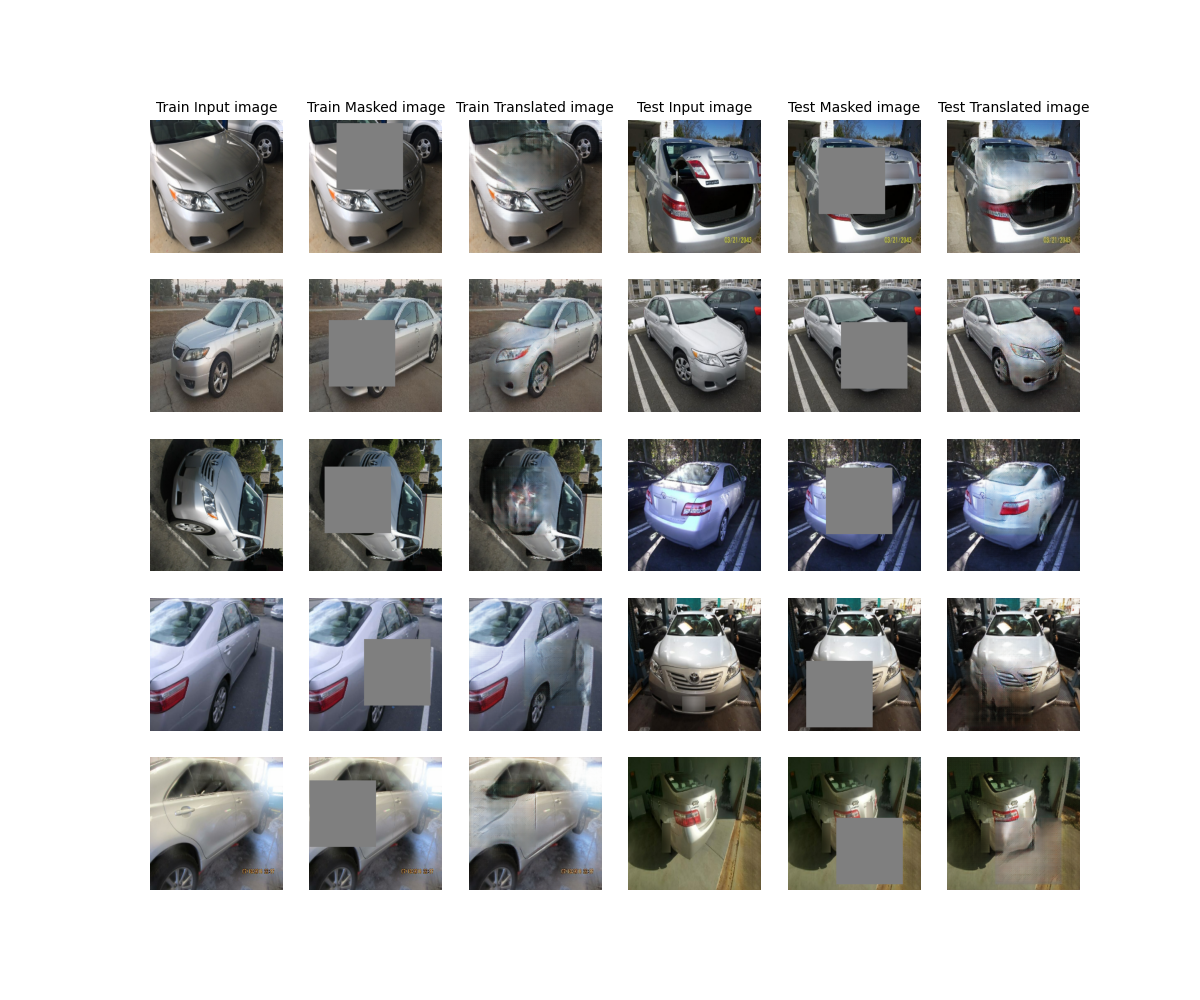 Train Input image
Train Masked image
Train Translated image
Test Input image
Test Masked image
Test Translated image